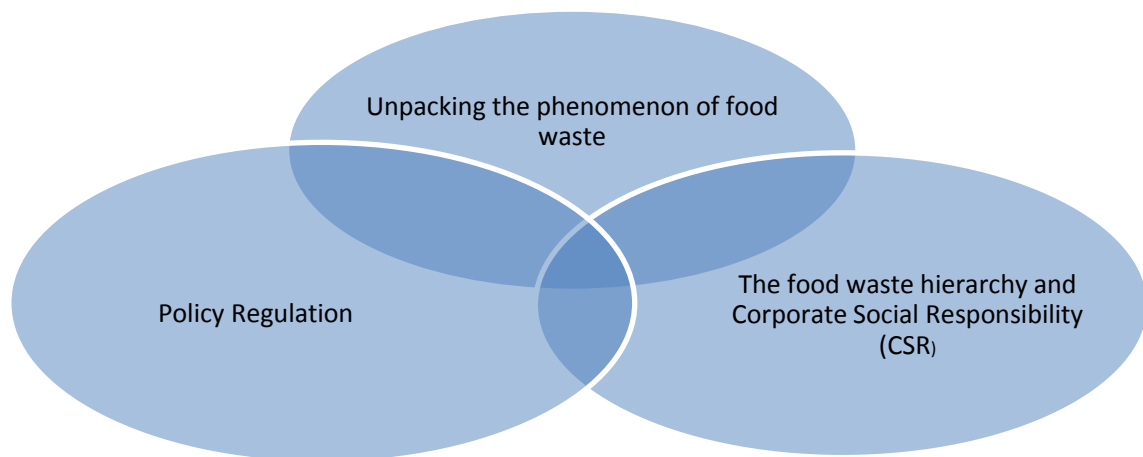 Unpacking the phenomenon of food
waste
Policy Regulation
The food waste hierarchy and
Corporate Social Responsibility
(CSR)